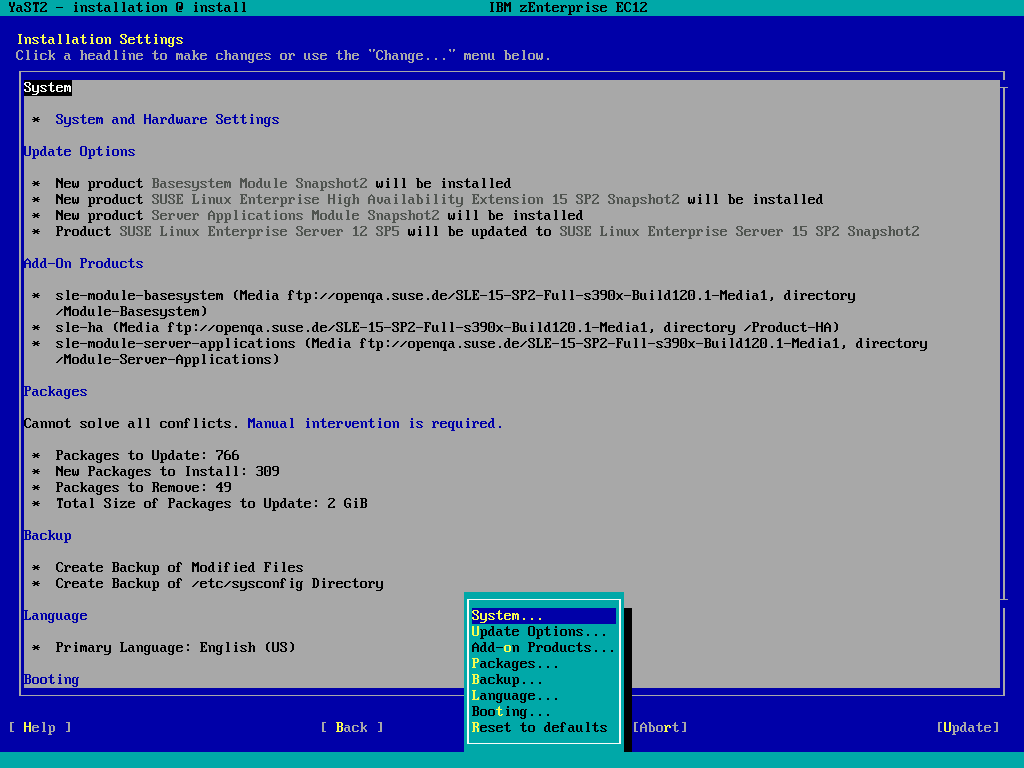 YaST2 - installation @ install IBM zEnterprise EC12
Installation Settings
Click a headline to make changes or use the "Change..." menu below.
System
* System and Hardware Settings
Update Options
* New product Basesystem Module Snapshot2 will be installed
* New product SUSE Linux Enterprise High Availability Extension 15 SP2 Snapshot2 will be installed
* New product Server Applications Module Snapshot2 will be installed
* Product SUSE Linux Enterprise Server 12 SP5 will be updated to SUSE Linux Enterprise Server 15 SP2 Snapshot2
Add-On Products
* sle-module-basesystem (Media ftp://openqa.suse.de/SLE-15-SP2-Full-s390x-Build120.1-Media1, directory
/Module-Basesystem)
* sle-ha (Media ftp://openqa.suse.de/SLE-15-SP2-Full-s390x-Build120.1-Media1, directory /Product-HA)
* sle-module-server-applications (Media ftp://openqa.suse.de/SLE-15-SP2-Full-s390x-Build120.1-Media1, directory
/Module-Server-Applications)
Packages
Cannot solve all conflicts. Manual intervention is required.
* Packages to Update: 766
* New Packages to Install: 309
* Packages to Remove: 49
* Total Size of Packages to Update: 2 GiB
Backup
* Create Backup of Modified Files
* Create Backup of /etc/sysconfig Directory
Language
* Primary Language: English (US)
Booting
System...
Update Options...
Add-on Products...
Packages...
Backup...
Language...
Booting...
Reset to defaults
[ Help ] [ Back ] [Abort] [Update]